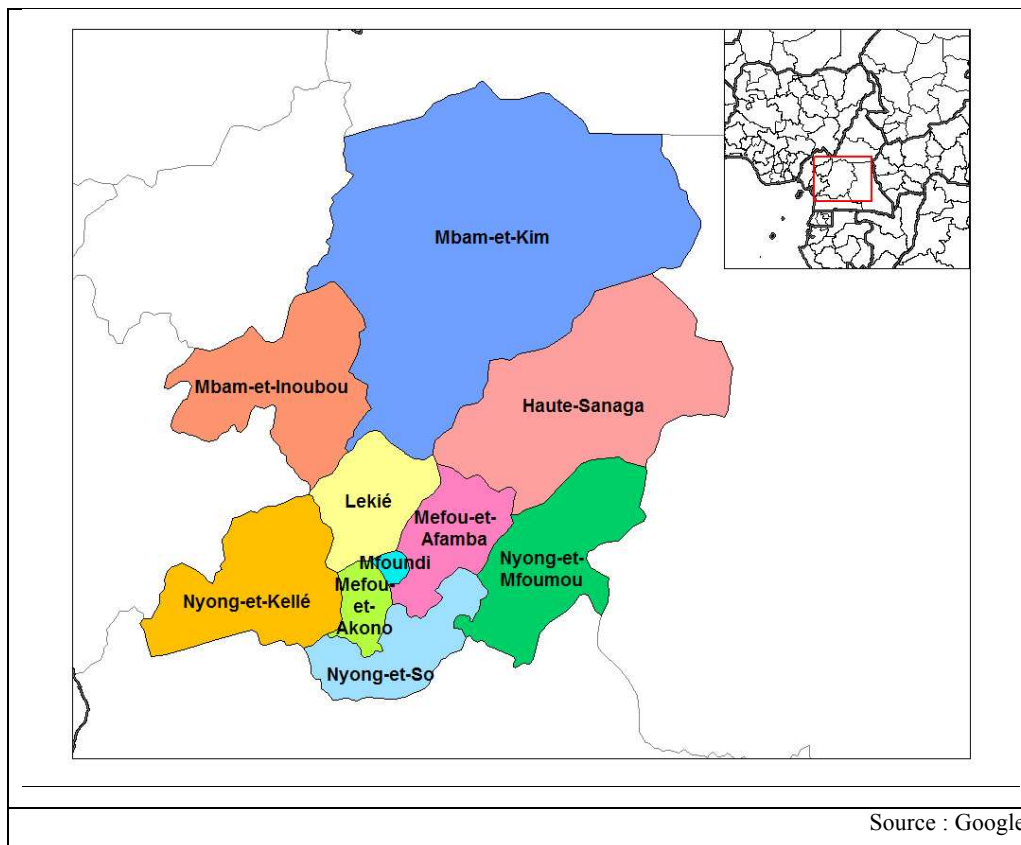 Mbam-et-Kim
Mbam-et-Inoubou
Haute-Sanaga
Lekié
Mefou-et-
Afamba
Mfoundi
Nyong-et-
Mfoumou
Mefou-
et-
Akono
Nyong-et-Kellé
Nyong-et-So
Source : Google